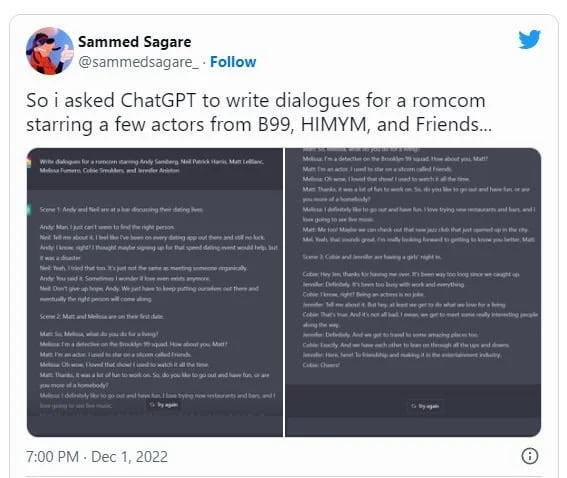 Sammed Sagare
@sammedsagare_ · Follow
So i asked ChatGPT to write dialogues for a romcom
starring a few actors from B99, HIMYM, and Friends...
Write dialogues for a romcom starring Andy Samberg, Neil Patrick Harris, Matt LeBlanc,
Melissa Fumero, Cobie Smulders, and Jennifer Aniston
Scene 1: Andy and Neil are at a bar discussing their dating lives.
Andy: Man, I just can't seem to find the right person.
Neil: Tell me about it. I feel like I've been on every dating app out there and still no luck.
Andy: I know, right? I thought maybe signing up for that speed dating event would help, but
it was a disaster.
Neil: Yeah, I tried that too. It's just not the same as meeting someone organically.
Andy: You said it. Sometimes I wonder if love even exists anymore.
Neil: Don't give up hope, Andy. We just have to keep putting ourselves out there and
eventually the right person will come along.
Scene 2: Matt and Melissa are on their first date.
Matt: So, Melissa, what do you do for a living?
Melissa: I'm a detective on the Brooklyn 99 squad. How about you, Matt?
Matt: I'm an actor. I used to star on a sitcom called Friends.
Melissa: Oh wow, I loved that show! I used to watch it all the time.
Matt: Thanks, it was a lot of fun to work on. So, do you like to go out and have fun, or are
you more of a homebody?
Melissa: I definitely like to go out and have fun. I love trying new restaurants and bars, and I
love going to see live music.
Try again
Matt: So, Melissa, what do you do for a living?
Melissa: I'm a detective on the Brooklyn 99 squad. How about you, Matt?
Matt: I'm an actor. I used to star on a sitcom called Friends.
Melissa: Oh wow, I loved that show! I used to watch it all the time.
Matt: Thanks, it was a lot of fun to work on. So, do you like to go out and have fun, or are
you more of a homebody?
Melissa: I definitely like to go out and have fun. I love trying new restaurants and bars, and I
love going to see live music.
Matt: Me too! Maybe we can check out that new jazz club that just opened up in the city.
Mel: Yeah, that sounds great. I'm really looking forward to getting to know you better, Matt.
Scene 3: Cobie and Jennifer are having a girls' night in.
Cobie: Hey Jen, thanks for having me over. It's been way too long since we caught up.
Jennifer: Definitely. It's been too busy with work and everything.
Cobie: I know, right? Being an actress is no joke.
Jennifer: Tell me about it. But hey, at least we get to do what we love for a living.
Cobie: That's true. And it's not all bad. I mean, we get to meet some really interesting people
along the way.
Jennifer: Definitely. And we get to travel to some amazing places too.
Cobie: Exactly. And we have each other to lean on through all the ups and downs.
Jennifer: Here, here! To friendship and making it in the entertainment industry.
Cobie: Cheers!
Try again
7:00 PM · Dec 1, 2022